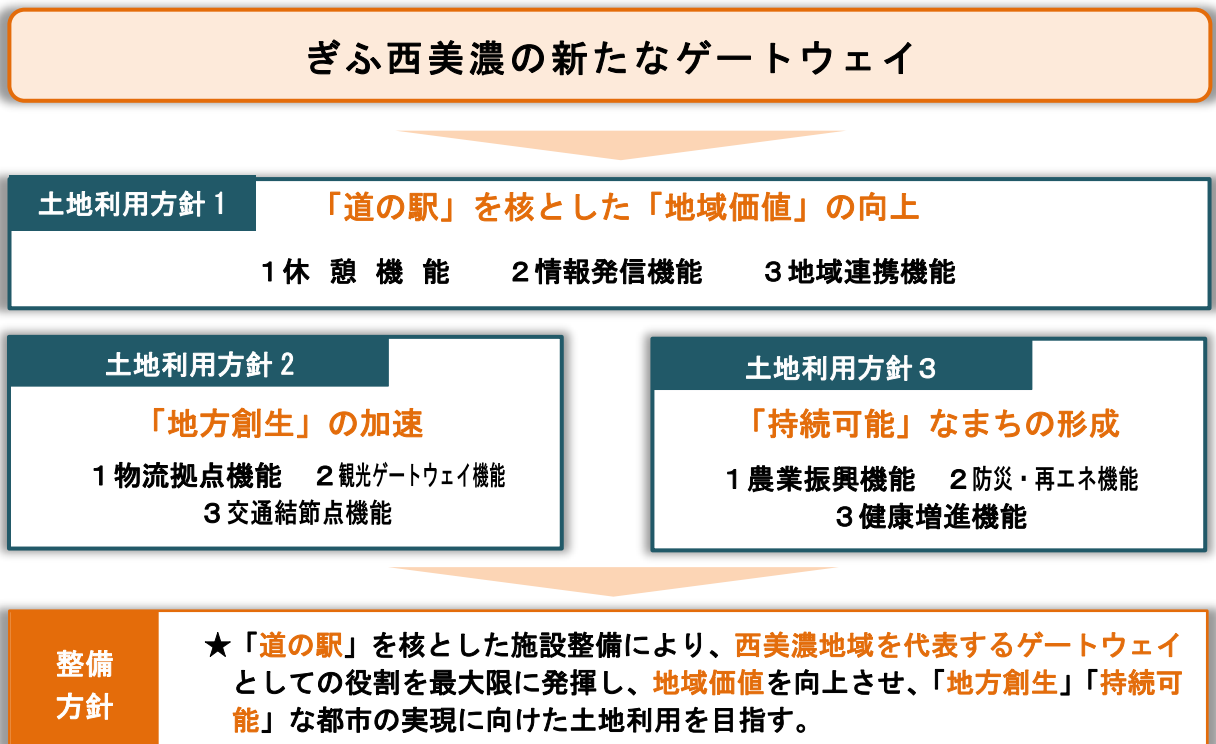 ぎふ西美濃の新たなゲートウェイ
土地利用方針1
「道の駅」を核とした「地域価値」の向上
1休 憩 機 能　2情報発信機能　3地域連携機能
土地利用方針2
「地方創生」の加速
1物流拠点機能　2観光ゲートウェイ機能
3交通結節点機能
土地利用方針3
「持続可能」なまちの形成
1農業振興機能　2防災・再エネ機能
3健康増進機能
整備
方針
★「道の駅」を核とした施設整備により、西美濃地域を代表するゲートウェイ
としての役割を最大限に発揮し、地域価値を向上させ、「地方創生」「持続可
能」な都市の実現に向けた土地利用を目指す。